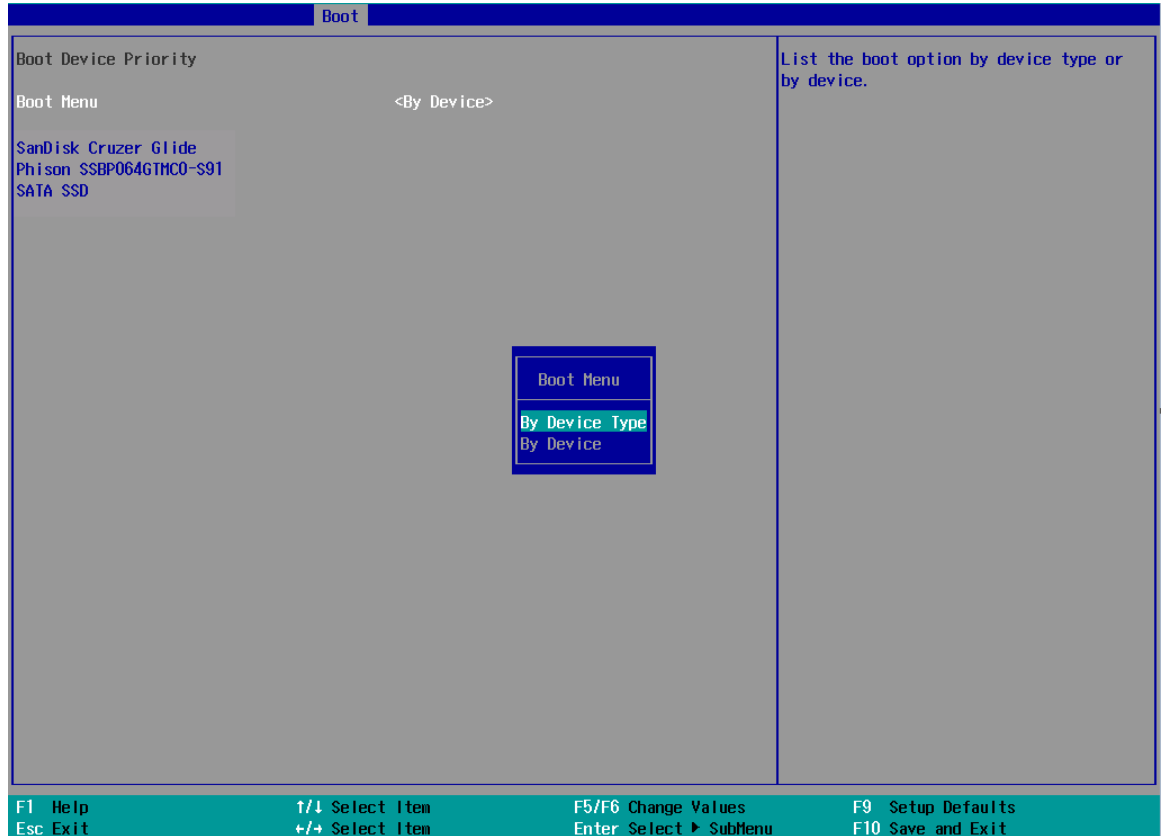 Boot
Boot Device Priority
Boot Menu <By Device>
SanDisk Cruzer Glide
Phison SSBP064GTMC0-S91
SATA SSD
List the boot option by device type or
by device.
Boot Menu
By Device Type
By Device
F1 Help ↑/↓ Select Item F5/F6 Change Values F9 Setup Defaults
Esc Exit ←/→ Select Item Enter Select ▶ SubMenu F10 Save and Exit